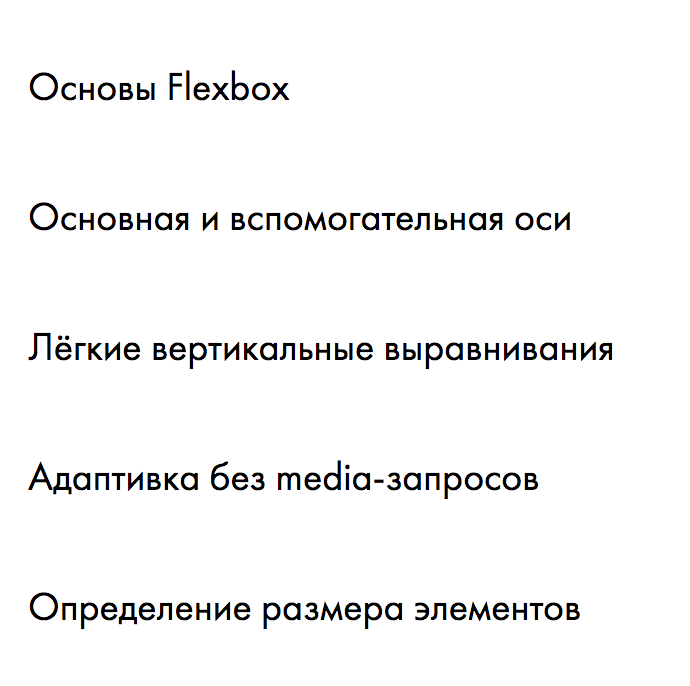 Основы Flexbox
Основная и вспомогательная оси
Лёгкие вертикальные выравнивания
Адаптивка без media-запросов
Определение размера элементов